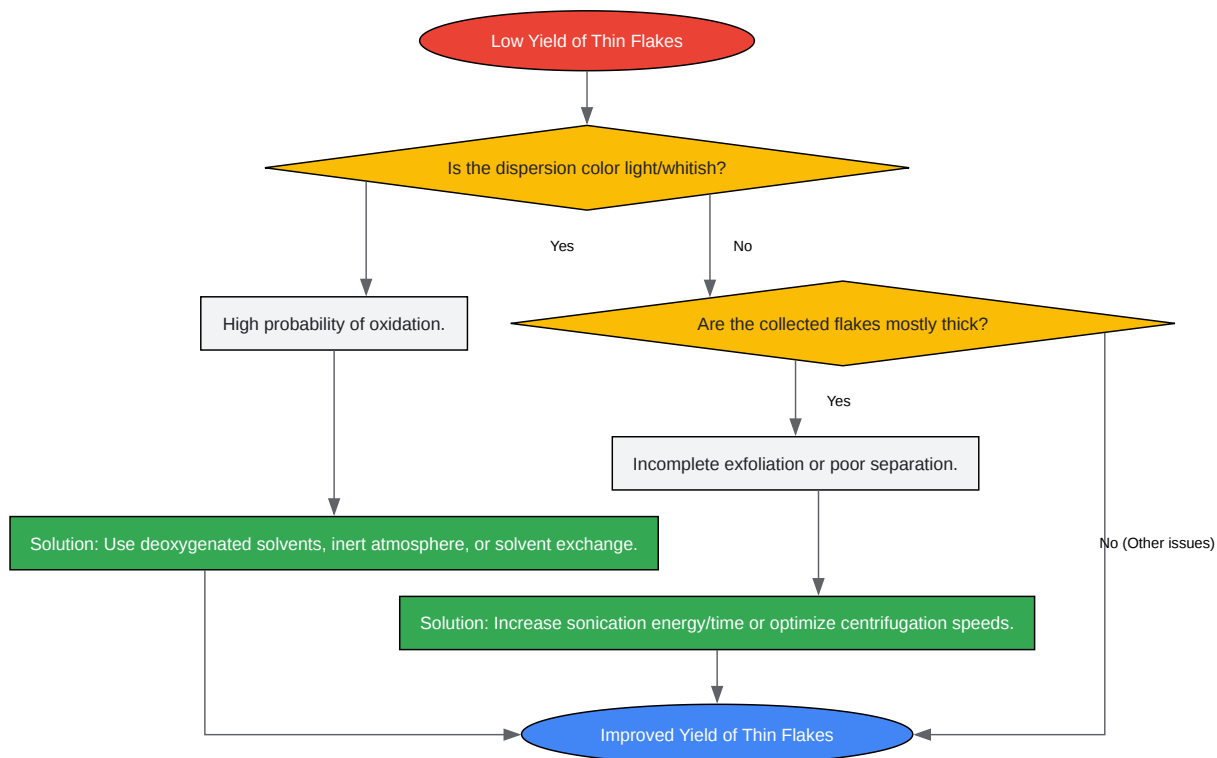 Low Yield of Thin Flakes
Is the dispersion color light/whitish?
Yes
No
High probability of oxidation.
Are the collected flakes mostly thick?
Yes
Incomplete exfoliation or poor separation.
Solution: Use deoxygenated solvents, inert atmosphere, or solvent exchange.
No (Other issues)
Solution: Increase sonication energy/time or optimize centrifugation speeds.
Improved Yield of Thin Flakes